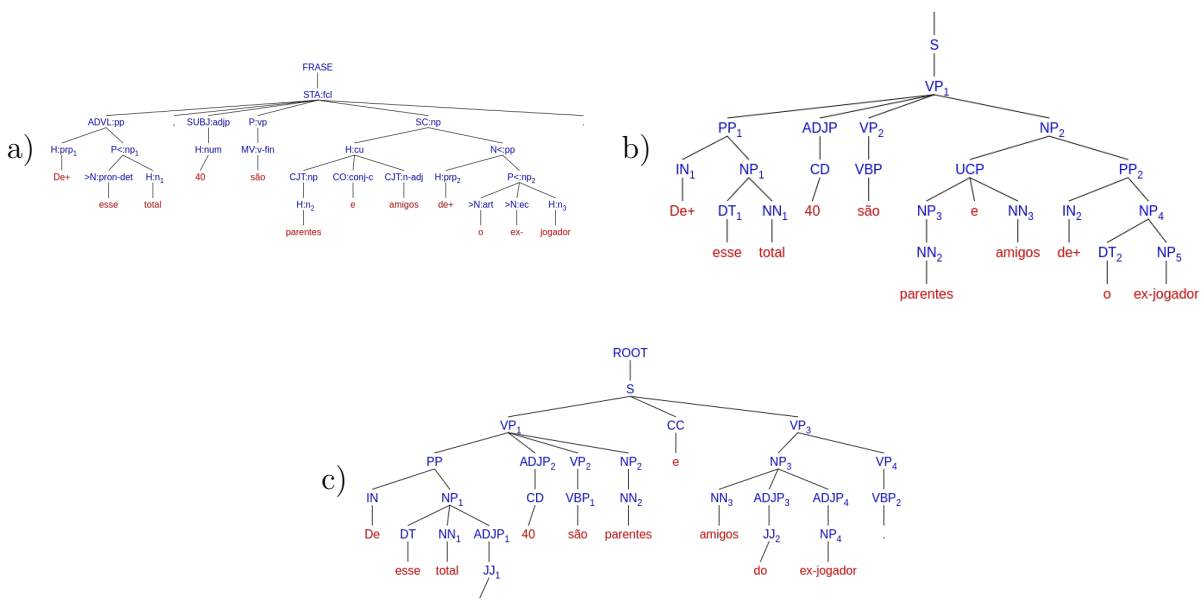 a)
FRASE
STA:fcl
ADVL:pp , SUBJ:adjp P:vp SC:np .
H:prp1 P<:np1 H:num MV:v-fin H:cu N<:pp
De+ >N:pron-det H:n1 40 são CJT:np CO:conj-c CJT:n-adj H:prp2 P<:np2
esse total H:n2 e amigos de+ >N:art >N:ec H:n3
parentes o ex- jogador
b)
S
VP1
PP1 ADJP VP2 NP2
IN1 NP1 CD VBP UCP PP2
De+ DT1 NN1 40 são NP3 e NN3 IN2 NP4
esse total NN2 amigos de+ DT2 NP5
parentes o ex-jogador
c)
ROOT
S
VP1 CC VP3
PP ADJP2 VP2 NP2 e NP3 VP4
IN NP1 CD VBP1 NN2 NN3 ADJP3 ADJP4 VBP2
De DT NN1 ADJP1 40 são parentes amigos JJ2 NP4 .
esse total JJ1 do ex-jogador